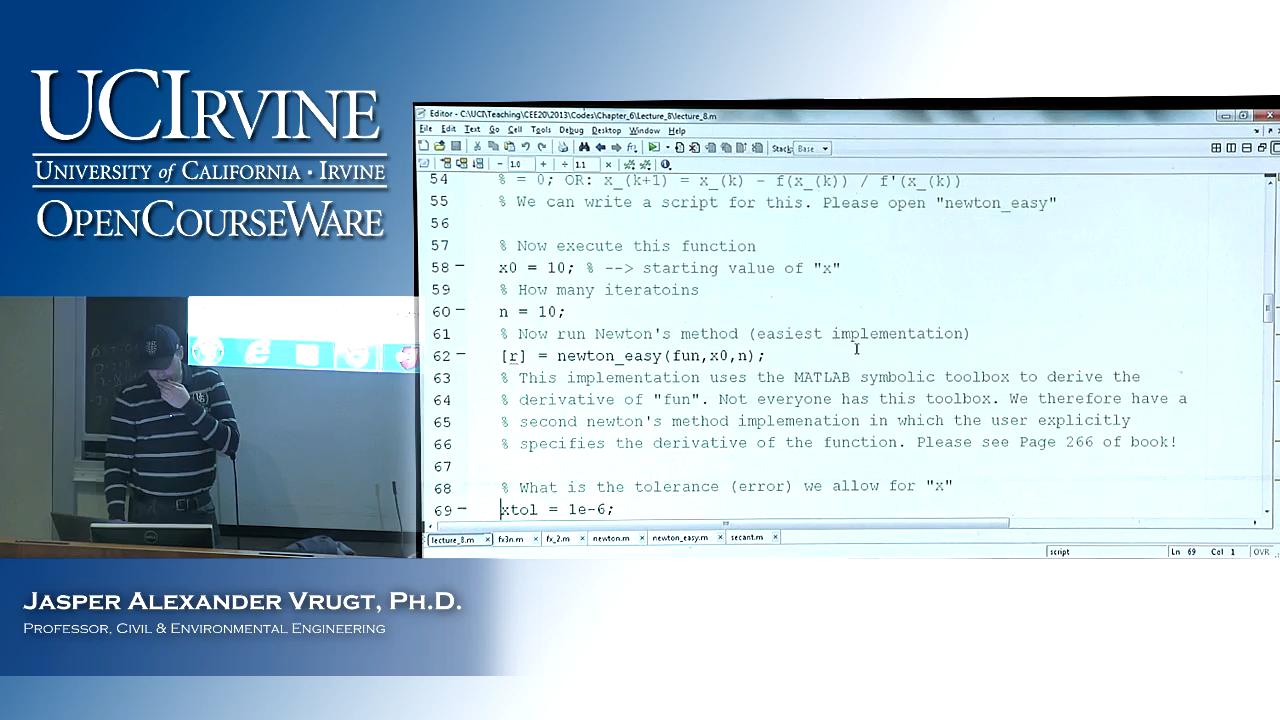 UCIRVINE
UNIVERSITY of CALIFORNIA · IRVINE
OPENCOURSEWARE
JASPER ALEXANDER VRUGT, PH.D.
PROFESSOR, CIVIL & ENVIRONMENTAL ENGINEERING
Editor - C:\UCI\Teaching\CEE20\2013\Codes\Chapter_6\Lecture_8\lecture_8.m
File Edit Text Go Cell Tools Debug Desktop Window Help
Stack: Base
1.0 + ÷ 1.1 ×
54 % = 0; OR: x_(k+1) = x_(k) - f(x_(k)) / f'(x_(k))
55 % We can write a script for this. Please open "newton_easy"
56
57 % Now execute this function
58 x0 = 10; % --> starting value of "x"
59 % How many iteratoins
60 n = 10;
61 % Now run Newton's method (easiest implementation)
62 [r] = newton_easy(fun,x0,n);
63 % This implementation uses the MATLAB symbolic toolbox to derive the
64 % derivative of "fun". Not everyone has this toolbox. We therefore have a
65 % second newton's method implemenation in which the user explicitly
66 % specifies the derivative of the function. Please see Page 266 of book!
67
68 % What is the tolerance (error) we allow for "x"
69 xtol = 1e-6;
lecture_8.m × fx3n.m × fx_2.m × newton.m × newton_easy.m × secant.m ×
script Ln 69 Col 1 OVR